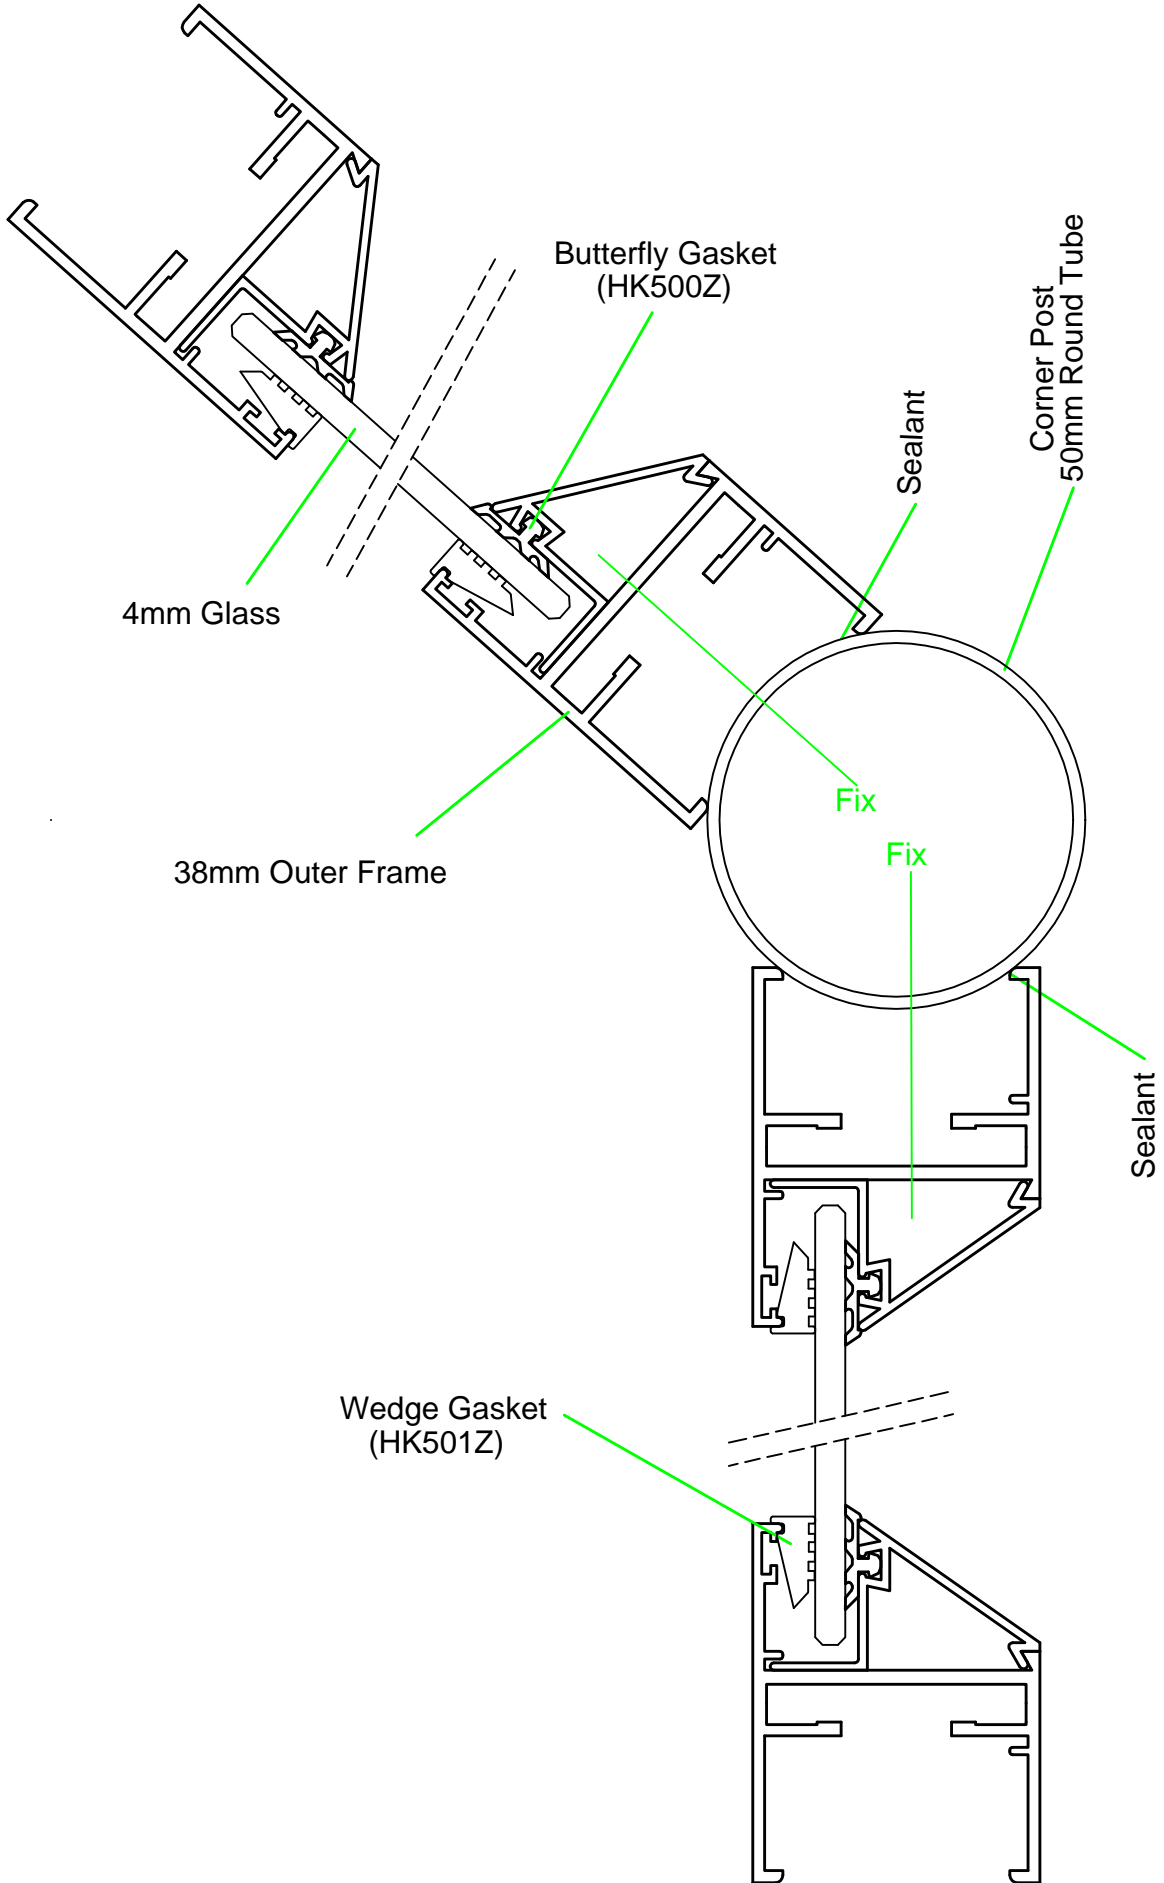 Butterfly Gasket
(HK500Z)
Corner Post
50mm Round Tube
Sealant
4mm Glass
Fix
Fix
38mm Outer Frame
Sealant
Wedge Gasket
(HK501Z)